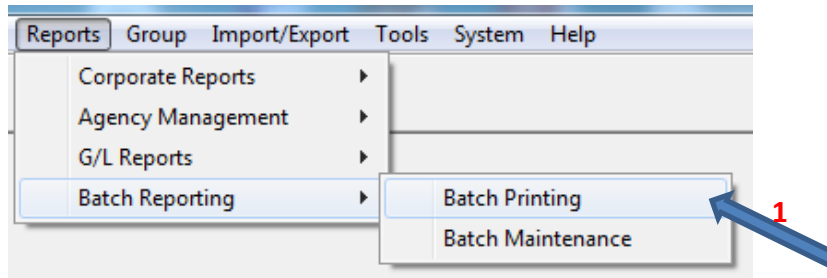 Reports Group Import/Export Tools System Help
Corporate Reports
Agency Management
G/L Reports
Batch Reporting
Batch Printing
1
Batch Maintenance